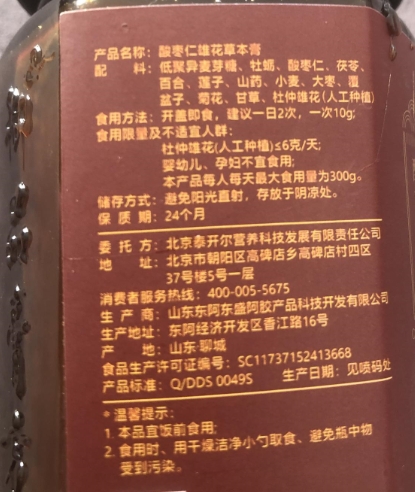 产品名称：酸枣仁雄花草本膏
配　　料：低聚异麦芽糖、牡蛎、酸枣仁、茯苓、
百合、莲子、山药、小麦、大枣、覆
盆子、菊花、甘草、杜仲雄花(人工种植)
食用方法：开盖即食，建议一日2次，一次10g;
食用限量及不适宜人群:
杜仲雄花(人工种植)≤6克/天;
婴幼儿、孕妇不宜食用;
本产品每人每天最大食用量为300g。
储存方式：避免阳光直射，存放于阴凉处。
保 质 期：24个月
委 托 方：北京泰开尔营养科技发展有限责任公司
地　　址：北京市朝阳区高碑店乡高碑店村四区
37号楼5号一层
消费者服务热线：400-005-5675
生 产 商：山东东阿东盛阿胶产品科技开发有限公司
生产地址：东阿经济开发区香江路16号
产　　地：山东·聊城
食品生产许可证编号：SC11737152413668
产品标准：Q/DDS 0049S 生产日期：见喷码处
*温馨提示：
1. 本品宜饭前食用;
2. 食用时、用干燥洁净小勺取食、避免瓶中物
受到污染。